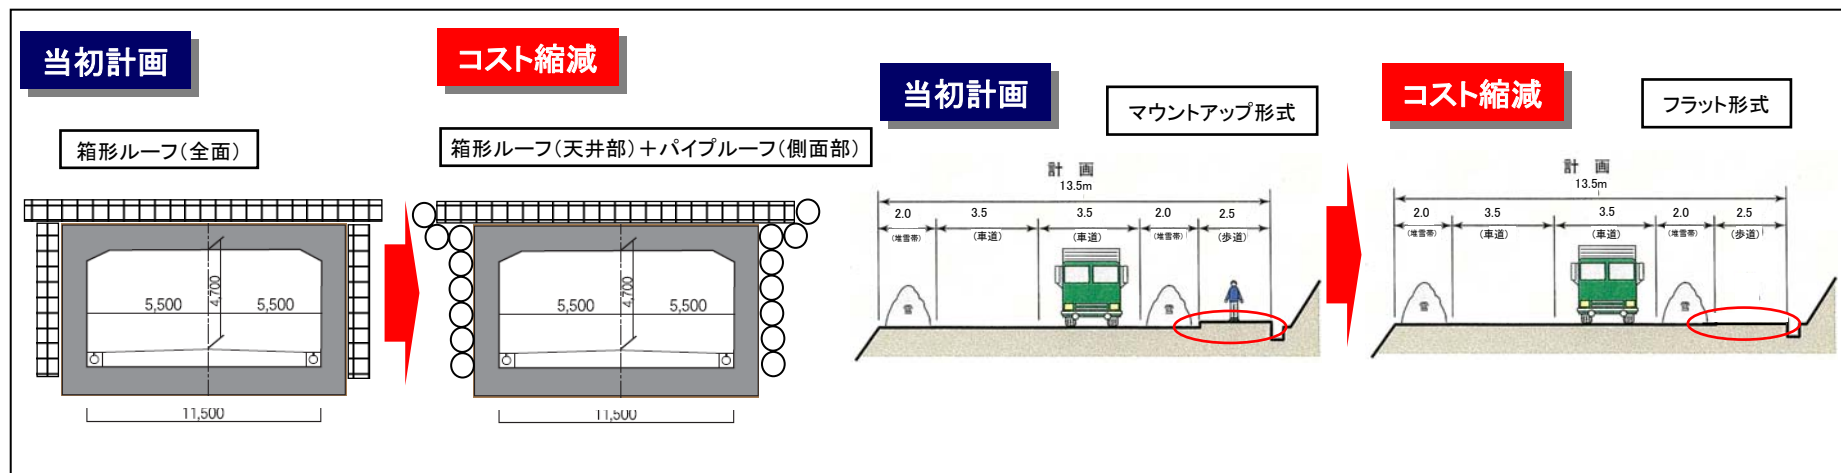 当初計画
箱形ルーフ(全面)
5,500
4,700
5,500
11,500
コスト縮減
箱形ルーフ(天井部)+パイプルーフ(側面部)
5,500
4,700
5,500
11,500
当初計画
マウントアップ形式
計 画
13.5m
2.0 3.5 3.5 2.0 2.5
(堆雪帯) (車道) (車道) (堆雪帯) (歩道)
雪 雪
コスト縮減
フラット形式
計 画
13.5m
2.0 3.5 3.5 2.0 2.5
(堆雪帯) (車道) (車道) (堆雪帯) (歩道)
雪 雪